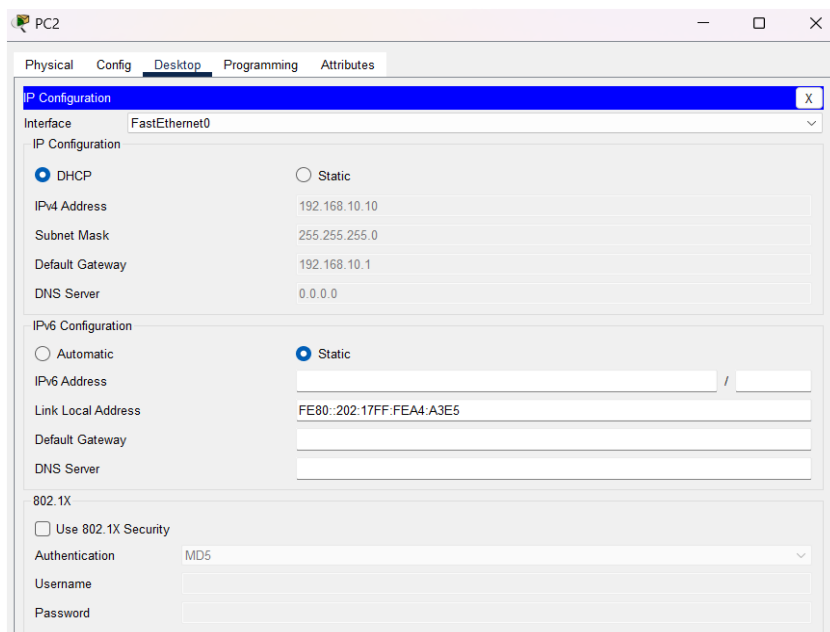 PC2
Physical Config Desktop Programming Attributes
IP Configuration X
Interface FastEthernet0
IP Configuration
DHCP Static
IPv4 Address 192.168.10.10
Subnet Mask 255.255.255.0
Default Gateway 192.168.10.1
DNS Server 0.0.0.0
IPv6 Configuration
Automatic Static
IPv6 Address /
Link Local Address FE80::202:17FF:FEA4:A3E5
Default Gateway
DNS Server
802.1X
Use 802.1X Security
Authentication MD5
Username
Password